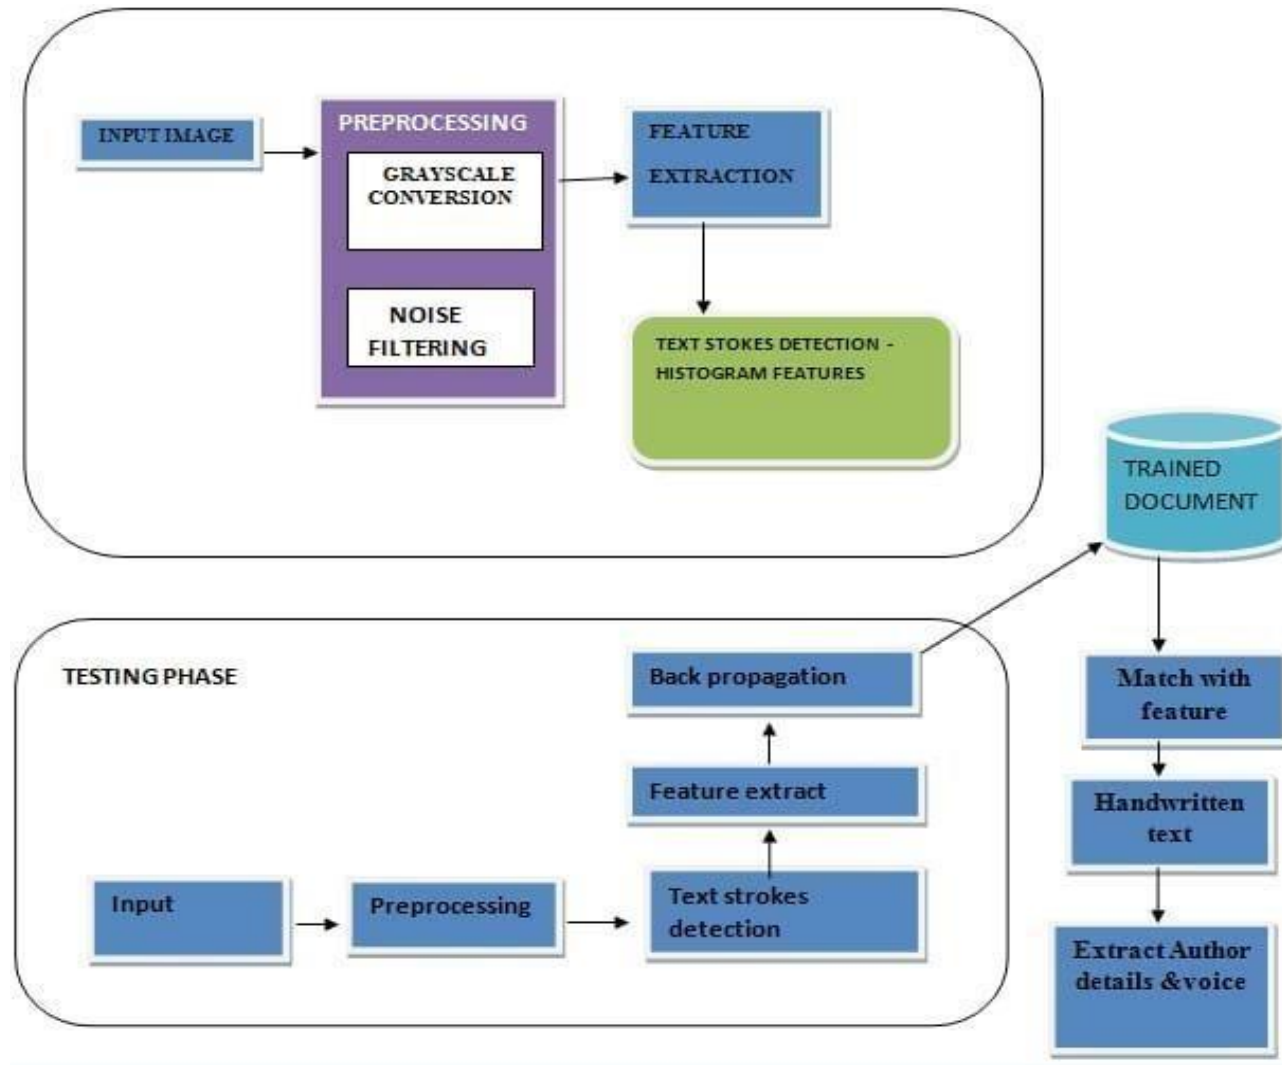 INPUT IMAGE
PREPROCESSING
GRAYSCALE
CONVERSION
NOISE
FILTERING
FEATURE
EXTRACTION
TEXT STOKES DETECTION -
HISTOGRAM FEATURES
TRAINED
DOCUMENT
TESTING PHASE
Back propagation
Feature extract
Input
Preprocessing
Text strokes
detection
Match with
feature
Handwritten
text
Extract Author
details &voice